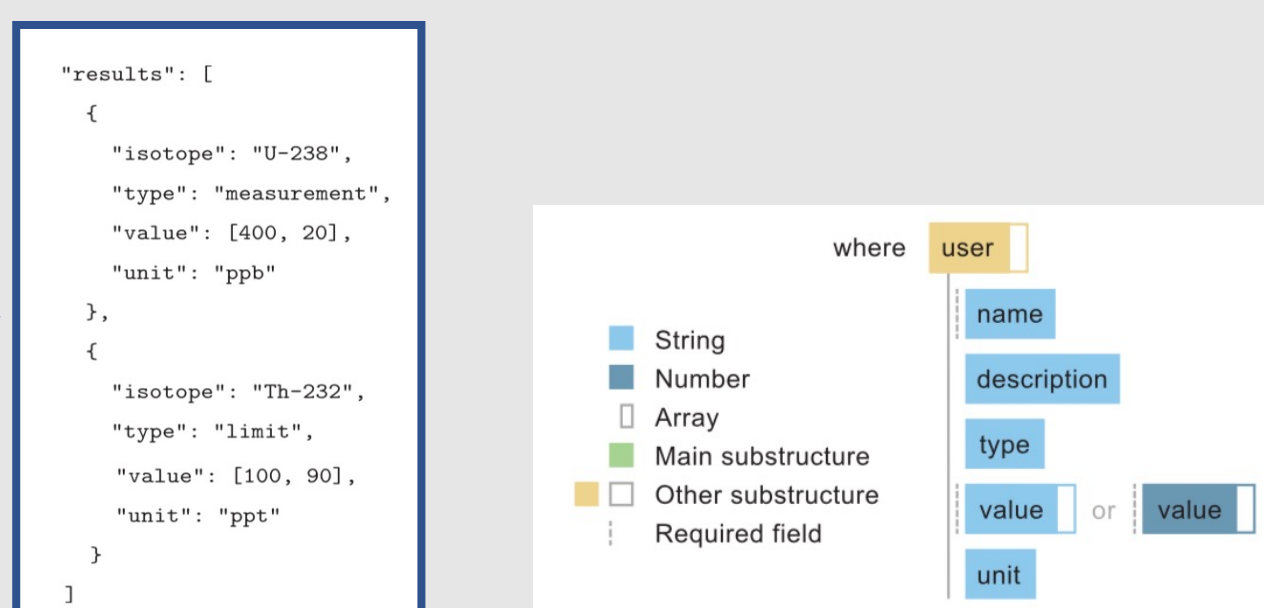 "results": [
{
"isotope": "U-238",
"type": "measurement",
"value": [400, 20],
"unit": "ppb"
},
{
"isotope": "Th-232",
"type": "limit",
"value": [100, 90],
"unit": "ppt"
}
]
String
Number
Array
Main substructure
Other substructure
Required field
where user
name
description
type
value or value
unit